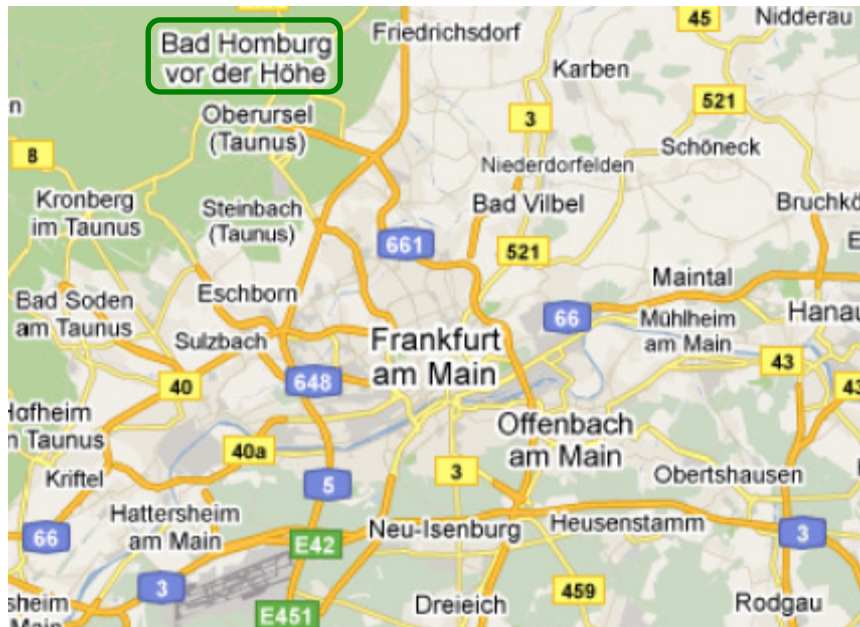 45
Nidderau
Bad Homburg
vor der Höhe
Friedrichsdorf
Karben
521
n
Oberursel
(Taunus)
3
8
Schöneck
Niederdorfelden
Kronberg
im Taunus
Steinbach
(Taunus)
Bad Vilbel
Bruchkö
661
521
E
Maintal
Bad Soden
am Taunus
Eschborn
66
Mühlheim
am Main
Hanau
Sulzbach
Frankfurt
am Main
43
40
648
43
Hofheim
n Taunus
Offenbach
am Main
40a
3
Kriftel
5
Obertshausen
Hattersheim
am Main
66
Neu-Isenburg
Heusenstamm
3
E42
3
459
sheim
Main
E451
Dreieich
Rodgau